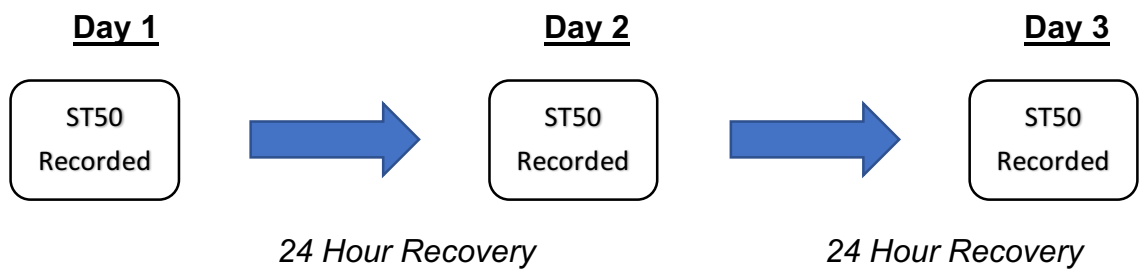 Day 1
Day 2
Day 3
ST50
Recorded
ST50
Recorded
ST50
Recorded
24 Hour Recovery
24 Hour Recovery